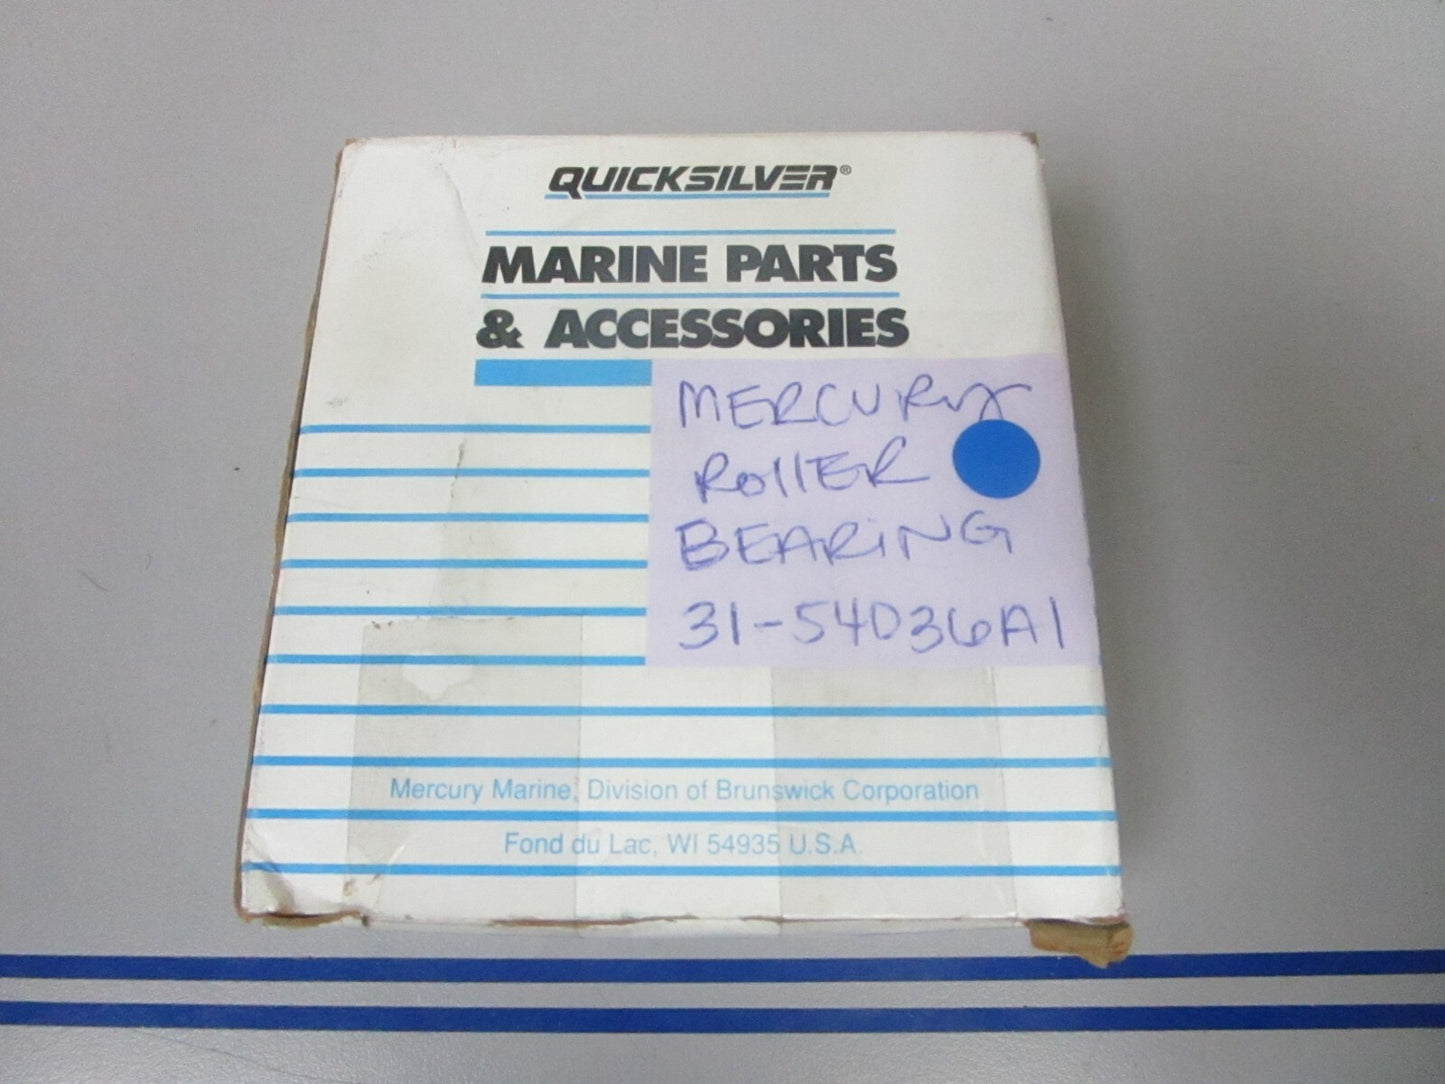 QUICKSILVER®
MARINE PARTS
& ACCESSORIES
MERCURY
ROllER
BEARiNG
31-54036A1
Mercury Marine, Division of Brunswick Corporation
Fond du Lac, WI 54935 U.S.A.